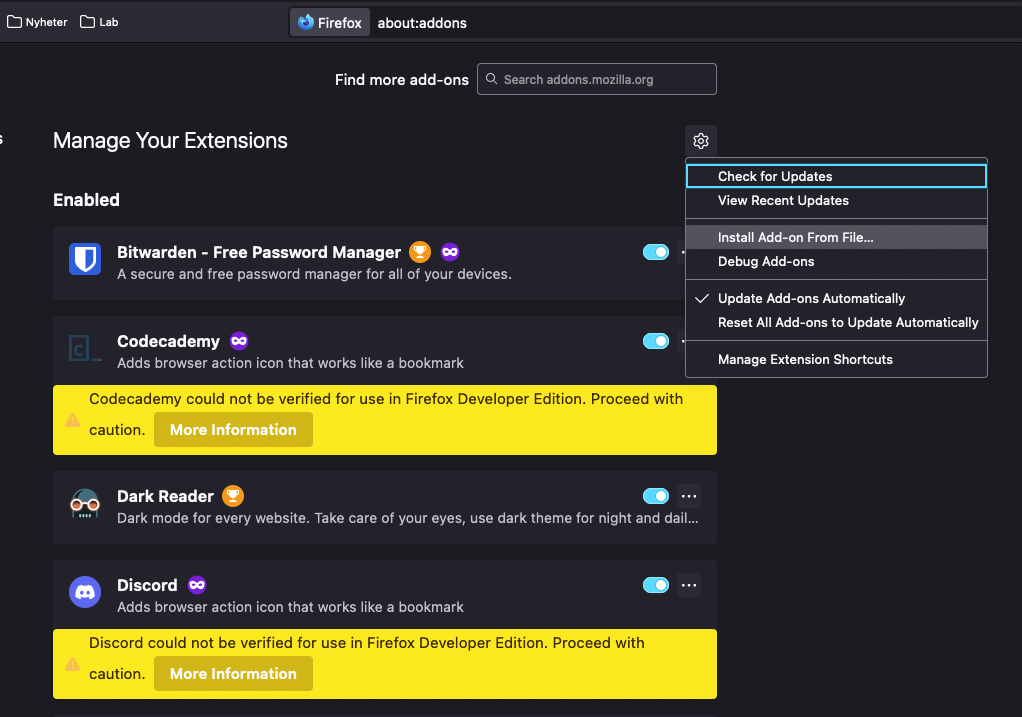 Nyheter Lab Firefox about:addons
Find more add-ons Search addons.mozilla.org
Manage Your Extensions
Check for Updates
View Recent Updates
Install Add-on From File...
Debug Add-ons
Update Add-ons Automatically
Reset All Add-ons to Update Automatically
Manage Extension Shortcuts
Enabled
Bitwarden - Free Password Manager
A secure and free password manager for all of your devices.
Codecademy
Adds browser action icon that works like a bookmark
Codecademy could not be verified for use in Firefox Developer Edition. Proceed with
caution. More Information
Dark Reader
Dark mode for every website. Take care of your eyes, use dark theme for night and dail...
Discord
Adds browser action icon that works like a bookmark
Discord could not be verified for use in Firefox Developer Edition. Proceed with
caution. More Information